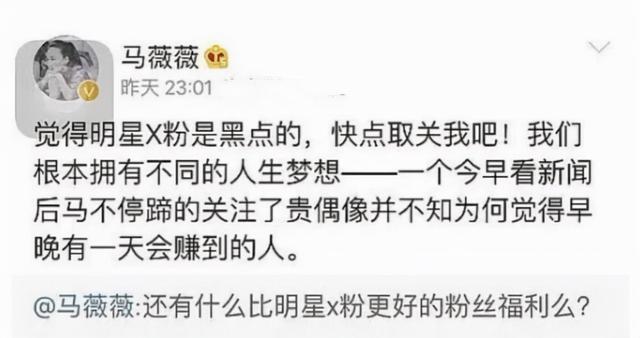 马薇薇
昨天 23:01
觉得明星X粉是黑点的，快点取关我吧！我们
根本拥有不同的人生梦想——一个今早看新闻
后马不停蹄的关注了贵偶像并不知为何觉得早
晚有一天会赚到的人。
@马薇薇:还有什么比明星x粉更好的粉丝福利么？